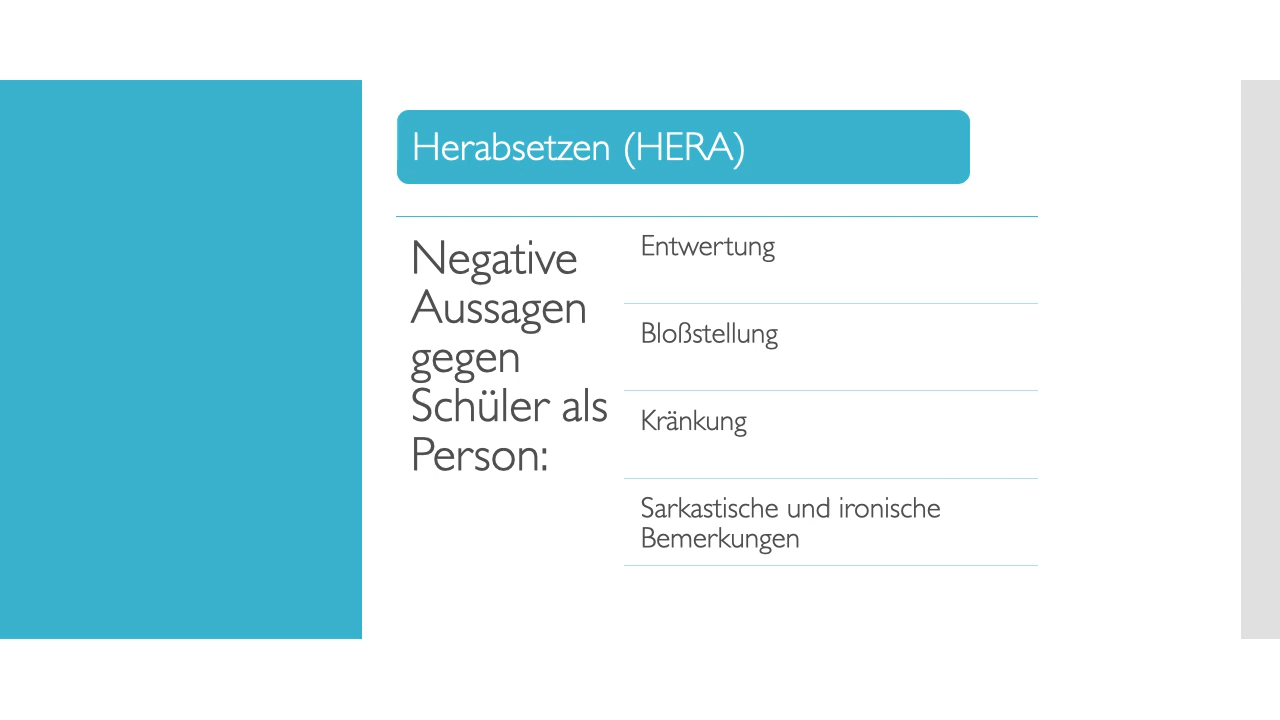 Herabsetzen (HERA)
Negative
Aussagen
gegen
Schüler als
Person:
Entwertung
Bloßstellung
Kränkung
Sarkastische und ironische
Bemerkungen